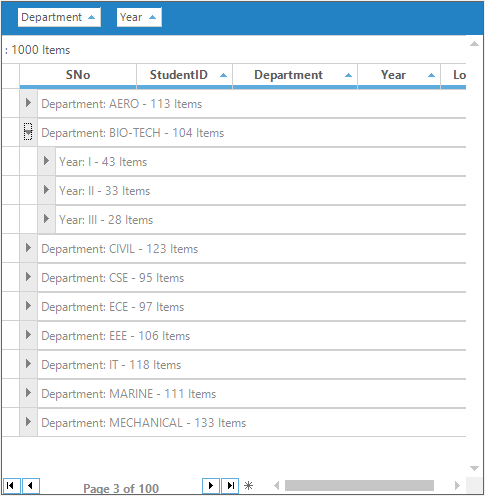 Department Year
: 1000 Items
SNo StudentID Department Year Lo
Department: AERO - 113 Items
Department: BIO-TECH - 104 Items
Year: I - 43 Items
Year: II - 33 Items
Year: III - 28 Items
Department: CIVIL - 123 Items
Department: CSE - 95 Items
Department: ECE - 97 Items
Department: EEE - 106 Items
Department: IT - 118 Items
Department: MARINE - 111 Items
Department: MECHANICAL - 133 Items
Page 3 of 100